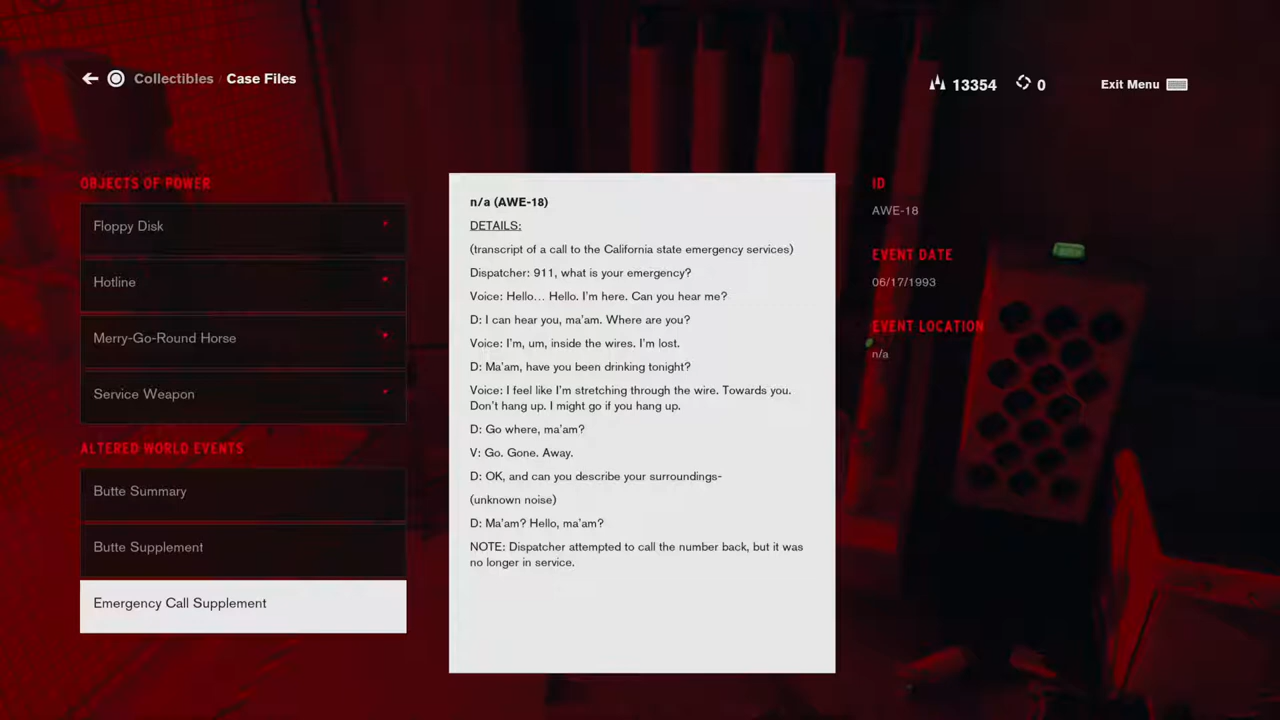 Collectibles / Case Files
13354
0
Exit Menu
OBJECTS OF POWER
Floppy Disk
Hotline
Merry-Go-Round Horse
Service Weapon
ALTERED WORLD EVENTS
Butte Summary
Butte Supplement
Emergency Call Supplement
n/a (AWE-18)
DETAILS:
(transcript of a call to the California state emergency services)
Dispatcher: 911, what is your emergency?
Voice: Hello… Hello. I'm here. Can you hear me?
D: I can hear you, ma'am. Where are you?
Voice: I'm, um, inside the wires. I'm lost.
D: Ma'am, have you been drinking tonight?
Voice: I feel like I'm stretching through the wire. Towards you.
Don't hang up. I might go if you hang up.
D: Go where, ma'am?
V: Go. Gone. Away.
D: OK, and can you describe your surroundings-
(unknown noise)
D: Ma'am? Hello, ma'am?
NOTE: Dispatcher attempted to call the number back, but it was
no longer in service.
ID
AWE-18
EVENT DATE
06/17/1993
EVENT LOCATION
n/a